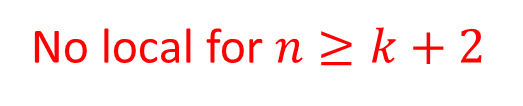 No local for n ≥ k + 2